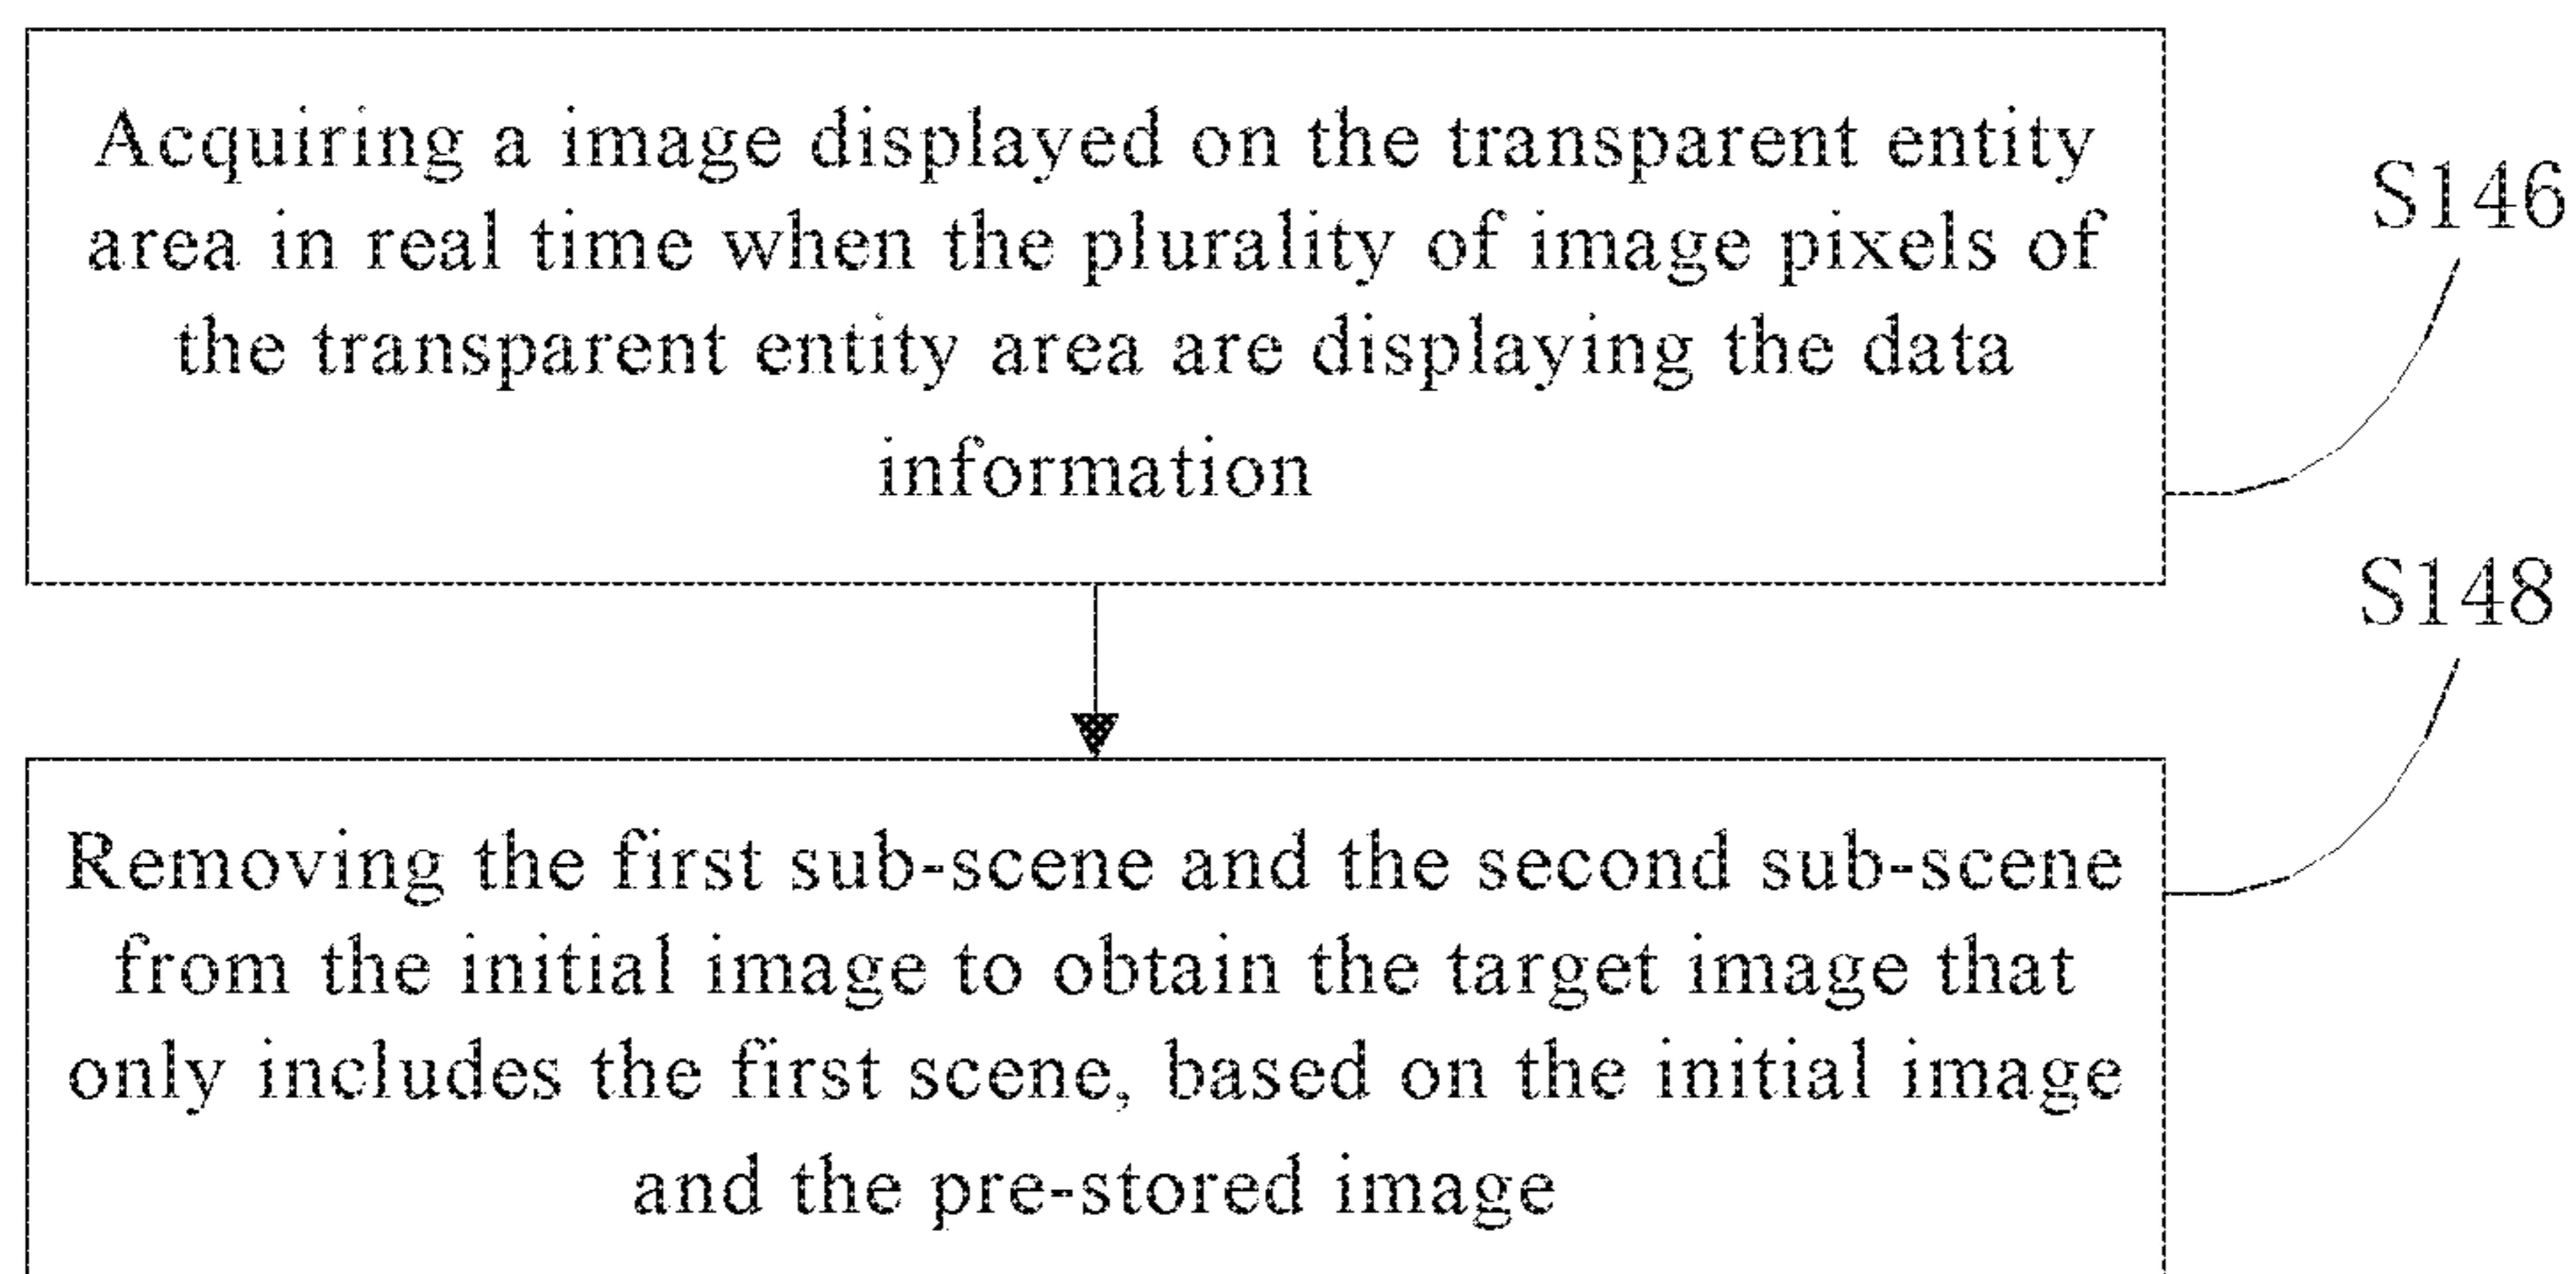 Acquiring a image displayed on the transparent entity
area in real time when the plurality of image pixels of
the transparent entity area are displaying the data
information
S146
S148
Removing the first sub-scene and the second sub-scene
from the initial image to obtain the target image that
only includes the first scene, based on the initial image
and the pre-stored image